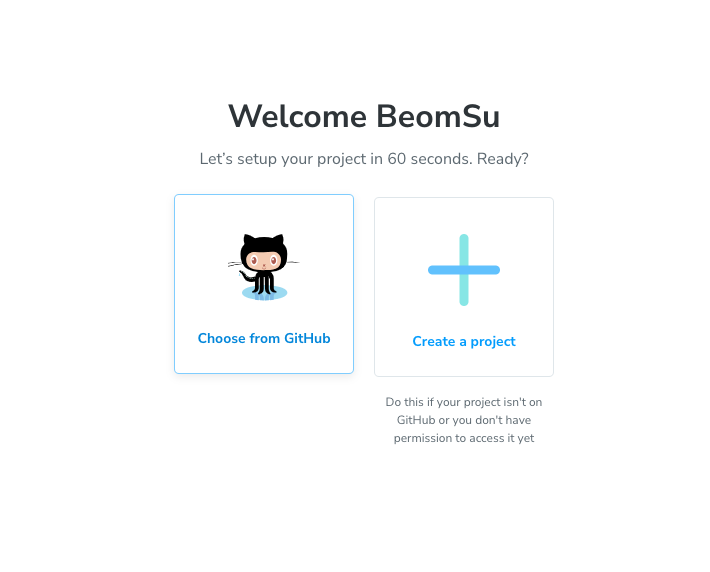 Welcome BeomSu
Let's setup your project in 60 seconds. Ready?
Choose from GitHub
Create a project
Do this if your project isn't on
GitHub or you don't have
permission to access it yet